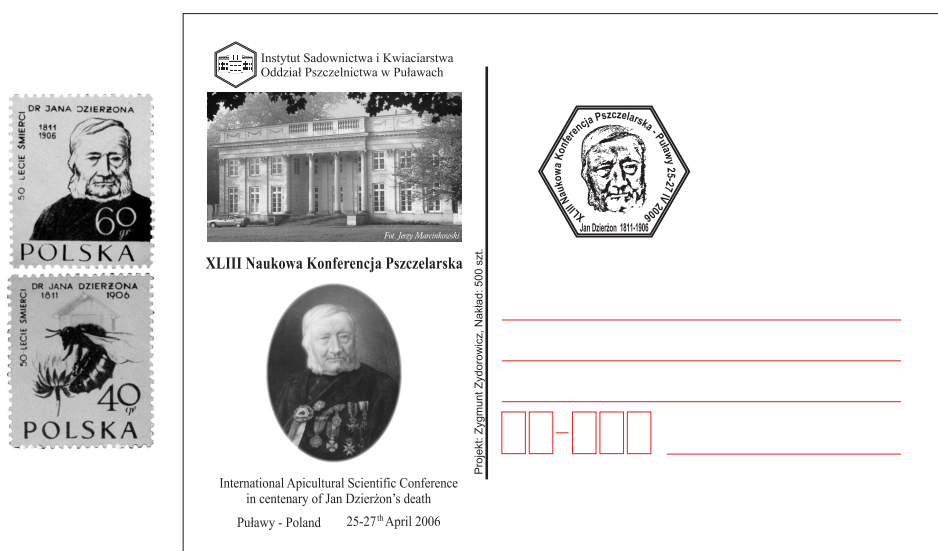 DR JANA DZIERŻONA
1811
1906
50 LECIE ŚMIERCI
60 gr
POLSKA
DR JANA DZIERŻONA
1811 1906
50 LECIE ŚMIERCI
40 gr
POLSKA
Instytut Sadownictwa i Kwiaciarstwa
Oddział Pszczelnictwa w Puławach
Fot. Jerzy Marcinkowski
XLIII Naukowa Konferencja Pszczelarska
International Apicultural Scientific Conference
in centenary of Jan Dzierżon's death
Puławy - Poland 25-27th April 2006
Projekt: Zygmunt Zydorowicz, Nakład: 500 szt.
XLIII Naukowa Konferencja Pszczelarska - Puławy 25-27 IV 2006
Jan Dzierżon 1811-1906